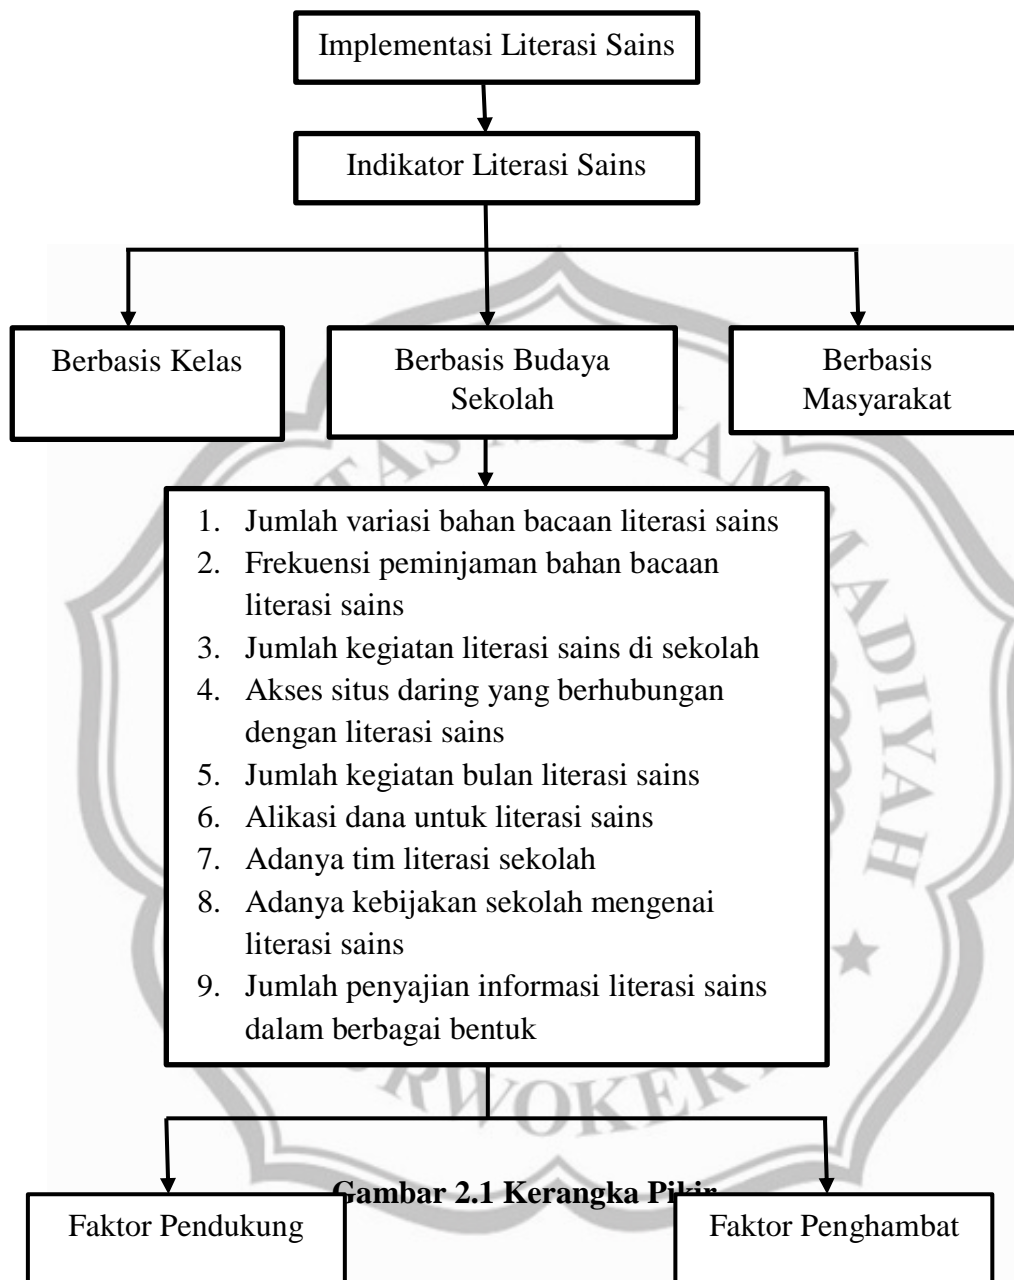 Implementasi Literasi Sains
Indikator Literasi Sains
Berbasis Kelas
Berbasis Budaya
Sekolah
Berbasis
Masyarakat
1. Jumlah variasi bahan bacaan literasi sains
2. Frekuensi peminjaman bahan bacaan
literasi sains
3. Jumlah kegiatan literasi sains di sekolah
4. Akses situs daring yang berhubungan
dengan literasi sains
5. Jumlah kegiatan bulan literasi sains
6. Alikasi dana untuk literasi sains
7. Adanya tim literasi sekolah
8. Adanya kebijakan sekolah mengenai
literasi sains
9. Jumlah penyajian informasi literasi sains
dalam berbagai bentuk
Gambar 2.1 Kerangka Pikir
Faktor Pendukung
Faktor Penghambat